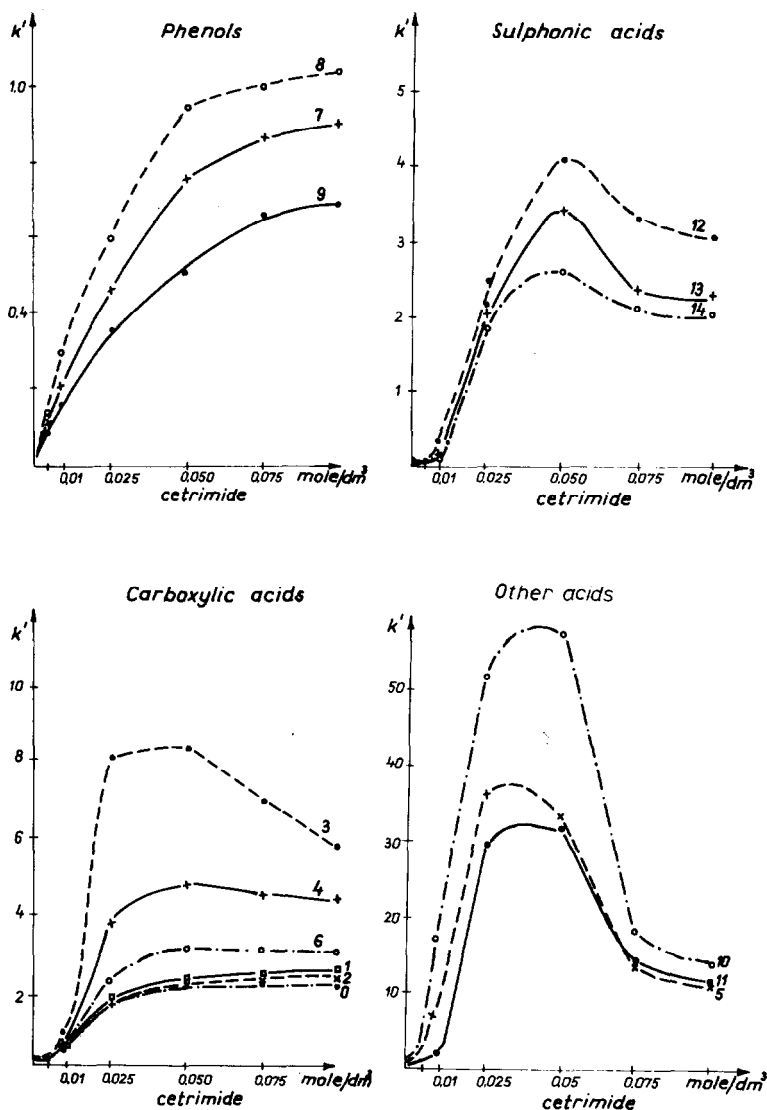 Phenols
k'
1.0
0.4
8
7
9
0,01 0,025 0.050 0.075 mole/dm³
cetrimide
Sulphonic acids
k'
5
4
3
2
1
12
13
14
0,01 0,025 0.050 0.075 mole/dm³
cetrimide
Carboxylic acids
k'
10
8
6
4
2
3
4
6
1
2
0
0,01 0.025 0.050 0.075 mole/dm³
cetrimide
Other acids
k'
50
40
30
20
10
10
11
5
0,01 0.025 0.05 0.075 mole/dm³
cetrimide